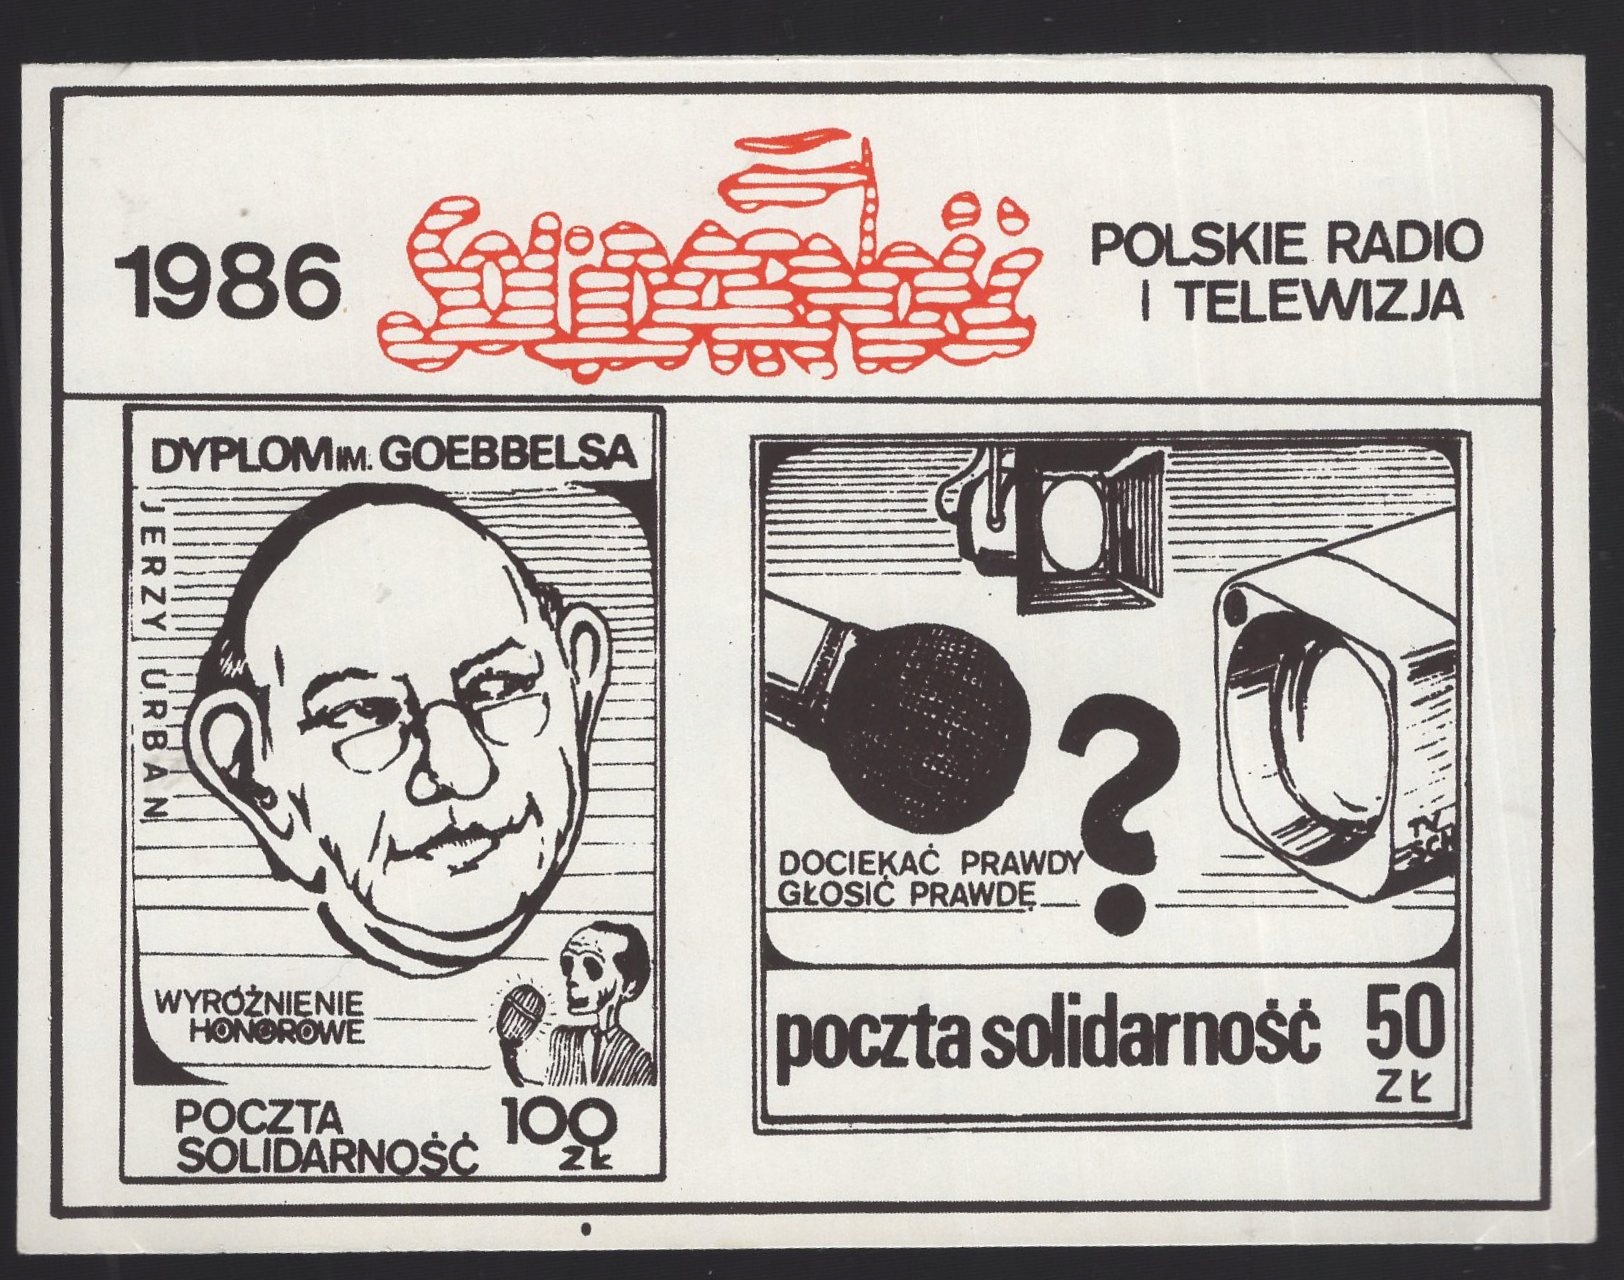 1986
Solidarność
POLSKIE RADIO
I TELEWIZJA
DYPLOM IM. GOEBBELSA
JERZY URBAN
WYRÓŻNIENIE
HONOROWE
POCZTA
SOLIDARNOŚĆ
100
ZŁ
DOCIEKAĆ PRAWDY
GŁOSIĆ PRAWDĘ
?
TV
poczta solidarność
50
ZŁ